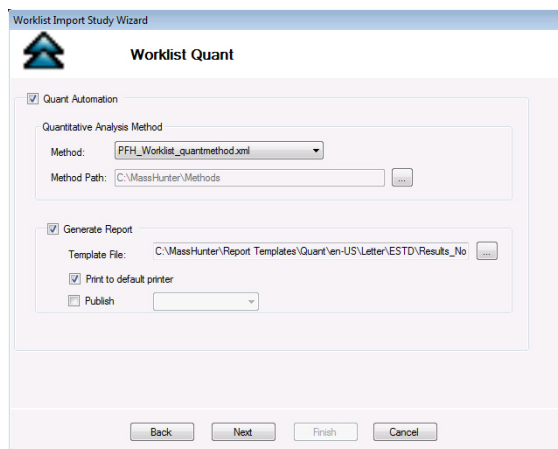 Worklist Import Study Wizard
Worklist Quant
Quant Automation
Quantitative Analysis Method
Method: PFH_Worklist_quantmethod.xml
Method Path: C:\MassHunter\Methods ...
Generate Report
Template File: C:\MassHunter\Report Templates\Quant\en-US\Letter\ESTD\Results_No ...
Print to default printer
Publish
Back Next Finish Cancel